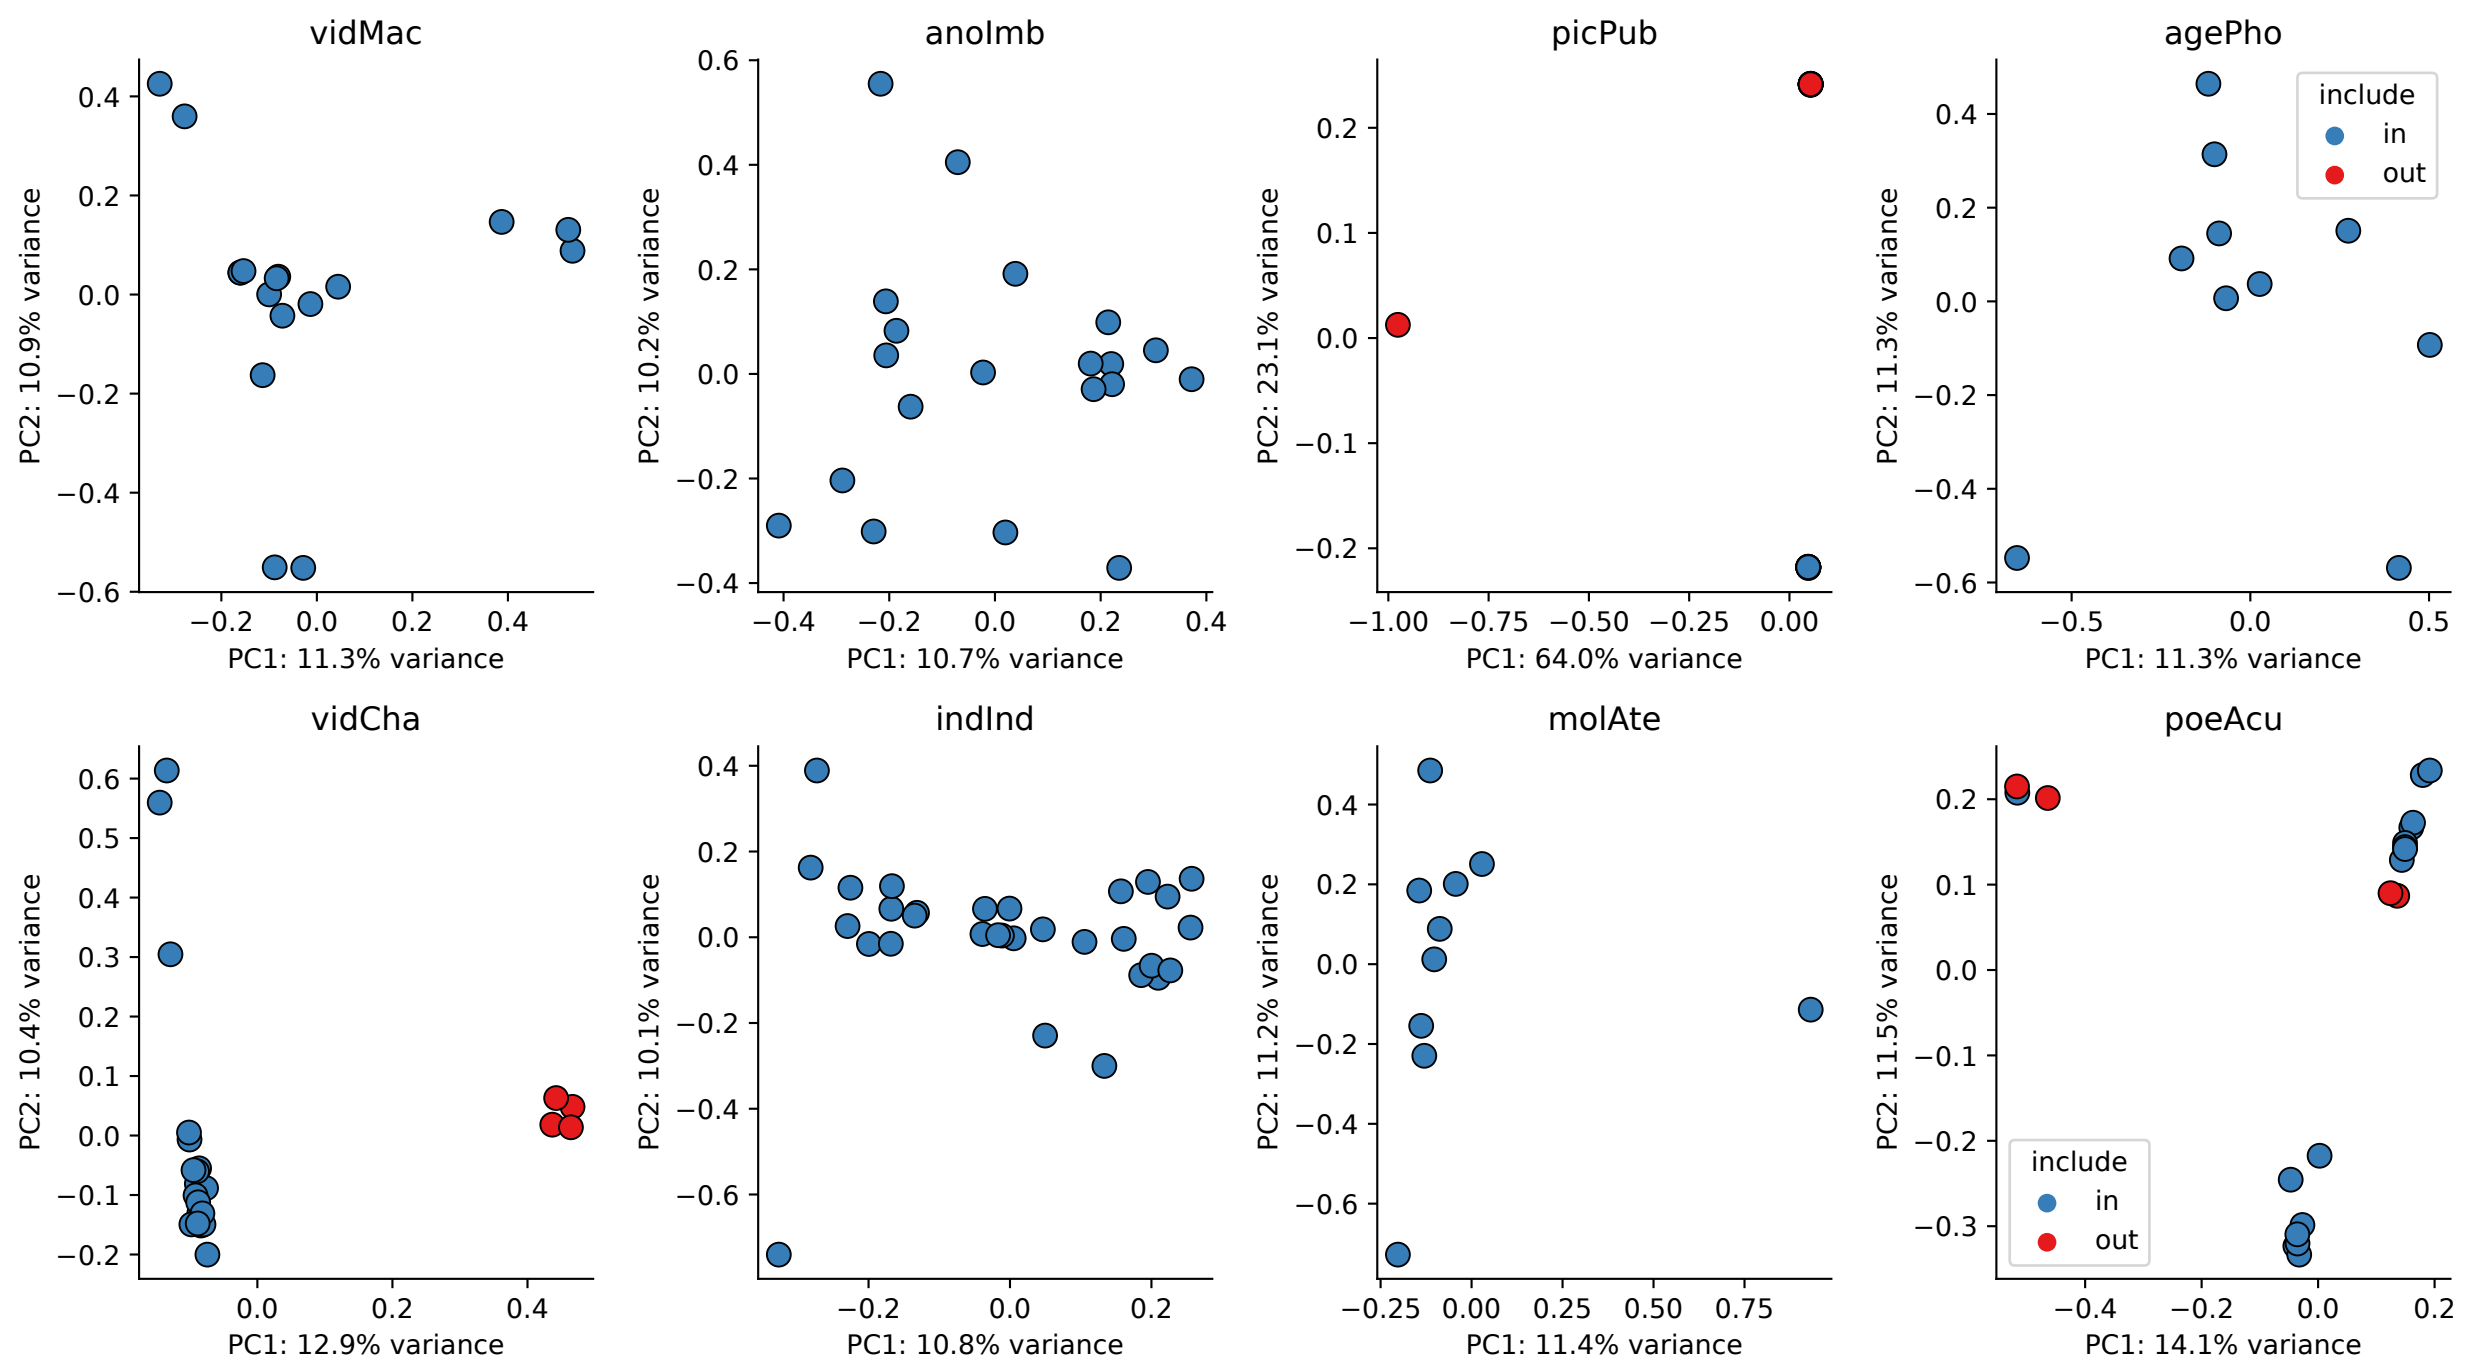 vidMac
0.4
0.2
0.0
−0.2
−0.4
−0.6
PC2: 10.9% variance
−0.2 0.0 0.2 0.4
PC1: 11.3% variance
anoImb
0.6
0.4
0.2
0.0
−0.2
−0.4
PC2: 10.2% variance
−0.4 −0.2 0.0 0.2 0.4
PC1: 10.7% variance
picPub
0.2
0.1
0.0
−0.1
−0.2
PC2: 23.1% variance
−1.00 −0.75 −0.50 −0.25 0.00
PC1: 64.0% variance
agePho
0.4
0.2
0.0
−0.2
−0.4
−0.6
PC2: 11.3% variance
include
in
out
−0.5 0.0 0.5
PC1: 11.3% variance
vidCha
0.6
0.5
0.4
0.3
0.2
0.1
0.0
−0.1
−0.2
PC2: 10.4% variance
0.0 0.2 0.4
PC1: 12.9% variance
indInd
0.4
0.2
0.0
−0.2
−0.4
−0.6
PC2: 10.1% variance
−0.2 0.0 0.2
PC1: 10.8% variance
molAte
0.4
0.2
0.0
−0.2
−0.4
−0.6
PC2: 11.2% variance
−0.25 0.00 0.25 0.50 0.75
PC1: 11.4% variance
poeAcu
0.2
0.1
0.0
−0.1
−0.2
−0.3
PC2: 11.5% variance
include
in
out
−0.4 −0.2 0.0 0.2
PC1: 14.1% variance